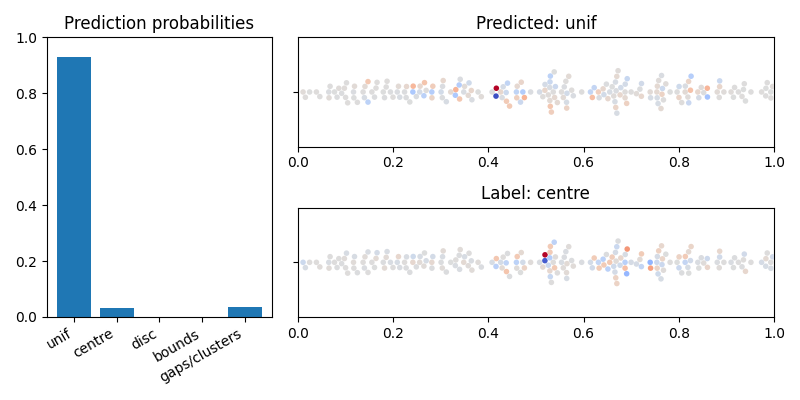 Prediction probabilities
1.0
0.8
0.6
0.4
0.2
0.0
unif
centre
disc
bounds
gaps/clusters
Predicted: unif
0.0 0.2 0.4 0.6 0.8 1.0
Label: centre
0.0 0.2 0.4 0.6 0.8 1.0